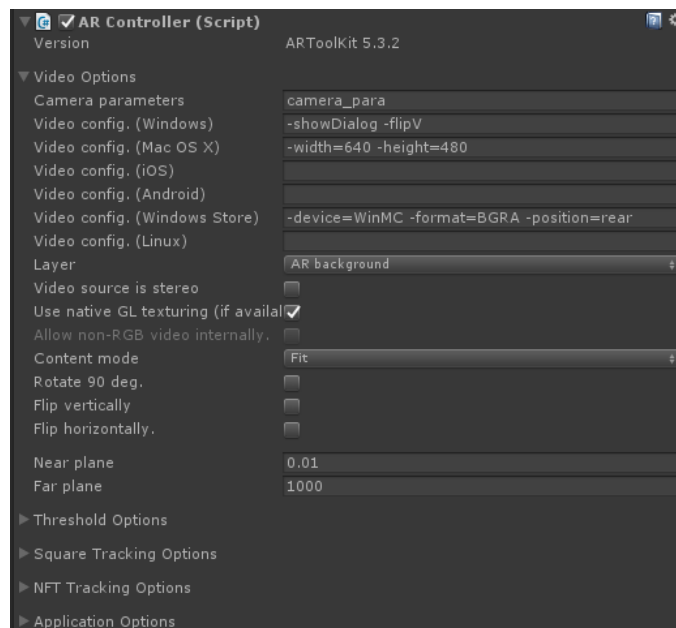 AR Controller (Script)
Version ARToolKit 5.3.2
Video Options
Camera parameters camera_para
Video config. (Windows) -showDialog -flipV
Video config. (Mac OS X) -width=640 -height=480
Video config. (iOS)
Video config. (Android)
Video config. (Windows Store) -device=WinMC -format=BGRA -position=rear
Video config. (Linux)
Layer AR background
Video source is stereo
Use native GL texturing (if availal
Allow non-RGB video internally.
Content mode Fit
Rotate 90 deg.
Flip vertically
Flip horizontally.
Near plane 0.01
Far plane 1000
Threshold Options
Square Tracking Options
NFT Tracking Options
Application Options